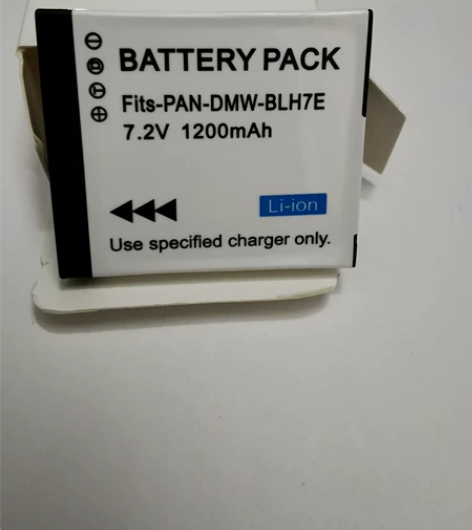 BATTERY PACK
Fits-PAN-DMW-BLH7E
7.2V 1200mAh
Li-ion
Use specified charger only.